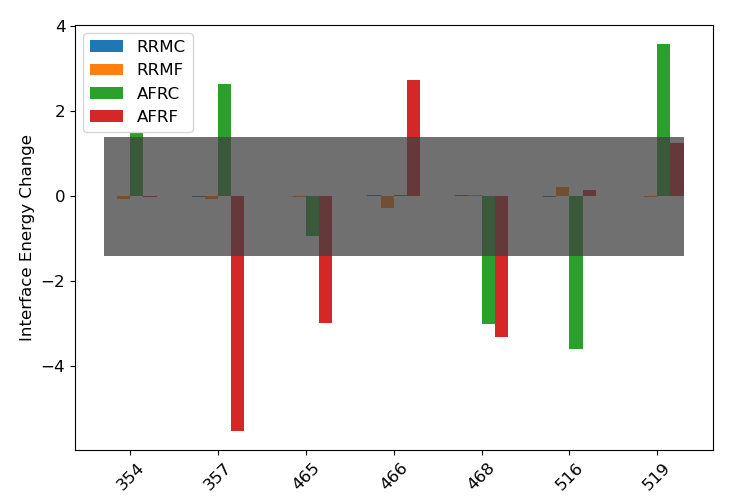 4
2
0
−2
−4
Interface Energy Change
RRMC
RRMF
AFRC
AFRF
354
357
465
466
468
516
519